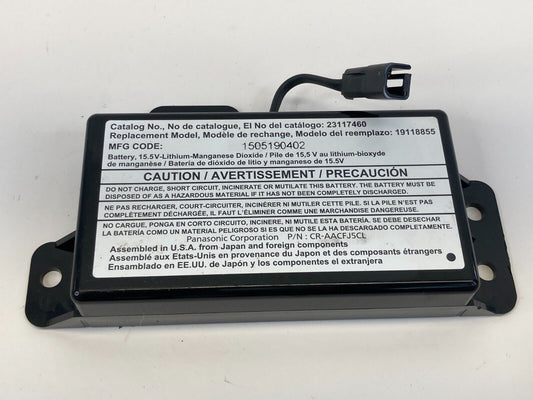 Catalog No., No de catalogue, El No del catálogo: 23117460
Replacement Model, Modèle de rechange, Modelo del reemplazo: 19118855
MFG CODE: 1505190402
Battery, 15.5V-Lithium-Manganese Dioxide / Pile de 15,5 V au lithium-bioxyde
de manganèse / Batería de dióxido de litio y manganeso de 15.5V
CAUTION / AVERTISSEMENT / PRECAUCIÓN
DO NOT CHARGE, SHORT CIRCUIT, INCINERATE OR MUTILATE THIS BATTERY. THE BATTERY MUST BE
DISPOSED OF AS A HAZARDOUS MATERIAL IF IT HAS NOT BEEN COMPLETELY DISCHARGED.
NE PAS RECHARGER, COURT-CIRCUITER, INCINÉRER NI MUTILER CETTE PILE. SI LA PILE N'EST PAS
COMPLÈTEMENT DÉCHARGÉE, IL FAUT L'ÉLIMINER COMME UNE MARCHANDISE DANGEREUSE.
NO CARGUE, PONGA EN CORTO CIRCUITO, INCINERE O MUTILE ESTA BATERÍA. SE DEBE DESECHAR
LA BATERÍA COMO UN MATERIAL PELIGROSO SI ES QUE NO SE LA HA DESCARGADO COMPLETAMENTE.
Panasonic Corporation P/N : CR-AACFJ5CL
Assembled in U.S.A. from Japan and foreign components
Assemblé aux Etats-Unis en provenance du Japon et des composants étrangers
Ensamblado en EE.UU. de Japón y los componentes el extranjero